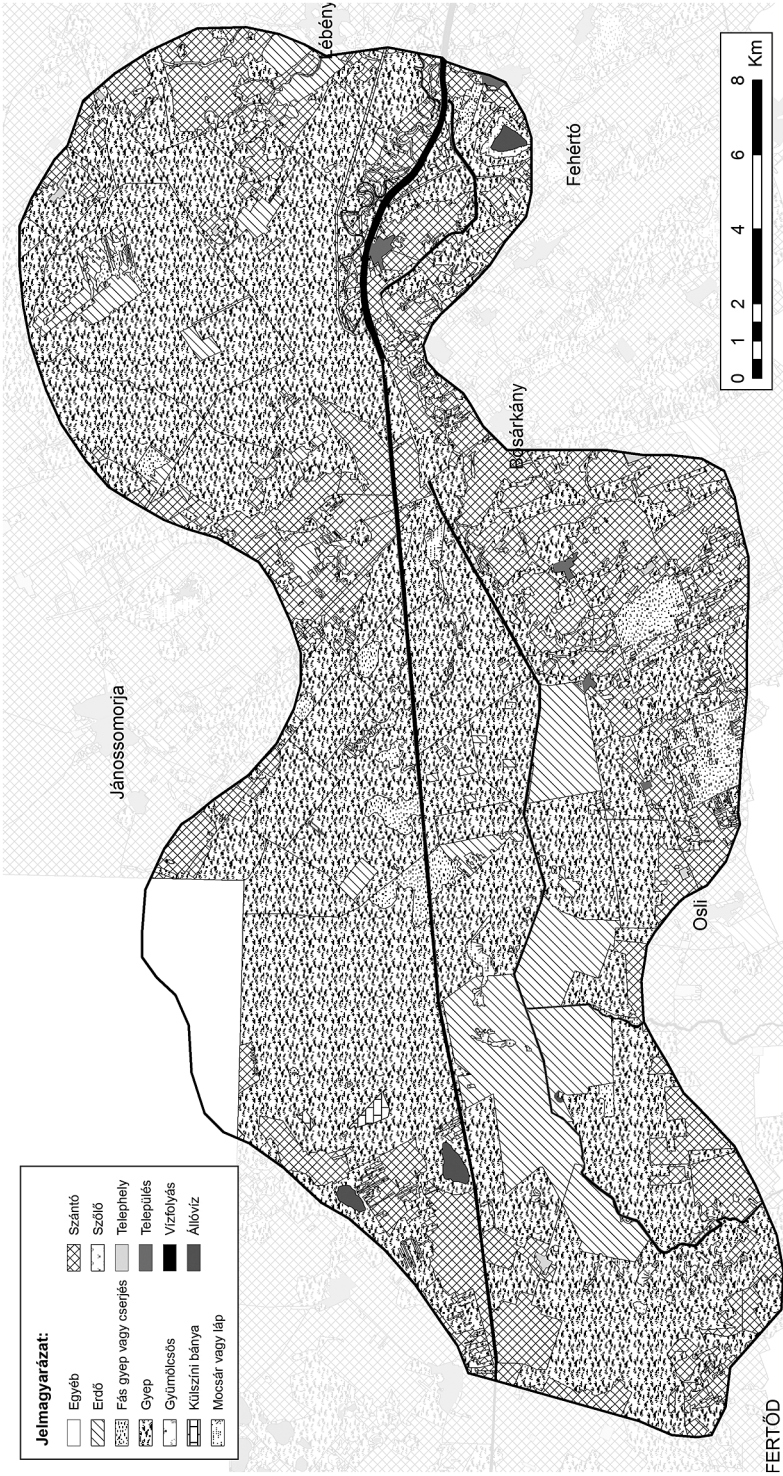 Lébény
Fehértó
Bősárkány
Jánossomorja
Osli
FERTŐD
0 1 2 4 6 8
Km
Jelmagyarázat:
Egyéb
Erdő
Fás gyep vagy cserjés
Gyep
Gyümölcsös
Külszíni bánya
Mocsár vagy láp
Szántó
Szőlő
Telephely
Település
Vízfolyás
Állóvíz